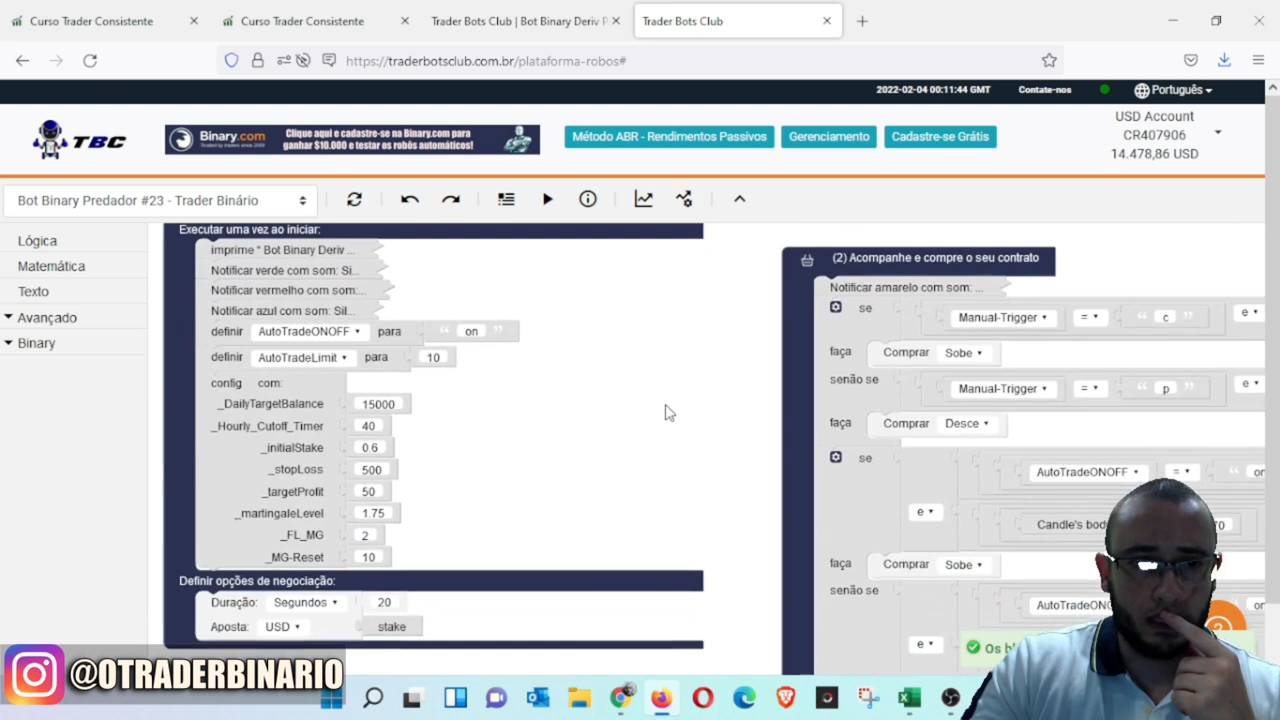 Curso Trader Consistente
Curso Trader Consistente
Trader Bots Club | Bot Binary Deriv P
Trader Bots Club
https://traderbotsclub.com.br/plataforma-robos#
2022-02-04 00:11:44 GMT
Contate-nos
Português
TBC
Binary.com
Clique aqui e cadastre-se na Binary.com para
ganhar $10.000 e testar os robôs automáticos!
Método ABR - Rendimentos Passivos
Gerenciamento
Cadastre-se Grátis
USD Account
CR407906
14.478,86 USD
Bot Binary Predador #23 - Trader Binário
Lógica
Matemática
Texto
Avançado
Binary
Executar uma vez ao iniciar:
imprime " Bot Binary Deriv ...
Notificar verde com som: Si...
Notificar vermelho com som:...
Notificar azul com som: Sil...
definir AutoTradeONOFF para “ on ”
definir AutoTradeLimit para 10
config com:
_DailyTargetBalance 15000
_Hourly_Cutoff_Timer 40
_initialStake 0.6
_stopLoss 500
_targetProfit 50
_martingaleLevel 1.75
_FL_MG 2
_MG-Reset 10
Definir opções de negociação:
Duração: Segundos 20
Aposta: USD stake
(2) Acompanhe e compre o seu contrato
Notificar amarelo com som: ...
se Manual-Trigger = “ c ” e
faça Comprar Sobe
senão se Manual-Trigger = “ p ” e
faça Comprar Desce
se AutoTradeONOFF = “ on
e Candle's body
faça Comprar Sobe
senão se AutoTradeONO
e
Os bl
@OTRADERBINARIO